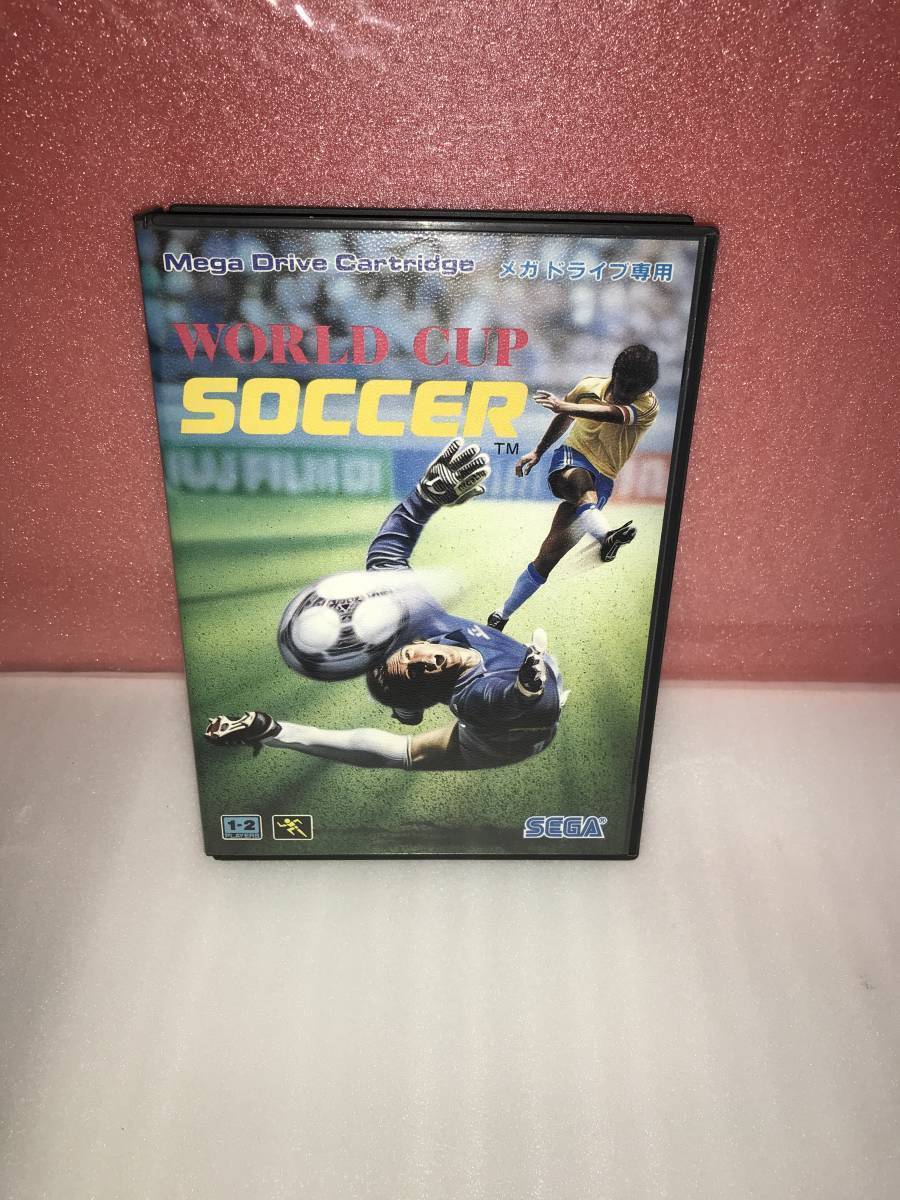 Mega Drive Cartridge メガドライブ専用
WORLD CUP
SOCCER
TM
1-2
PLAYERS
SEGA®